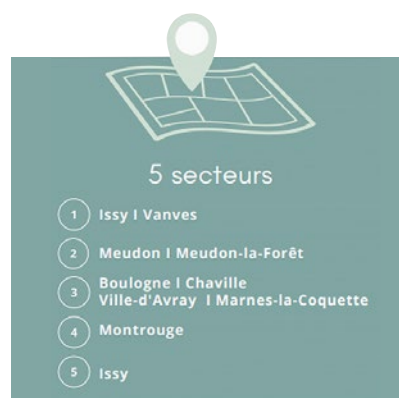 5 secteurs
1 Issy I Vanves
2 Meudon I Meudon-la-Forêt
3 Boulogne I Chaville
Ville-d'Avray I Marnes-la-Coquette
4 Montrouge
5 Issy